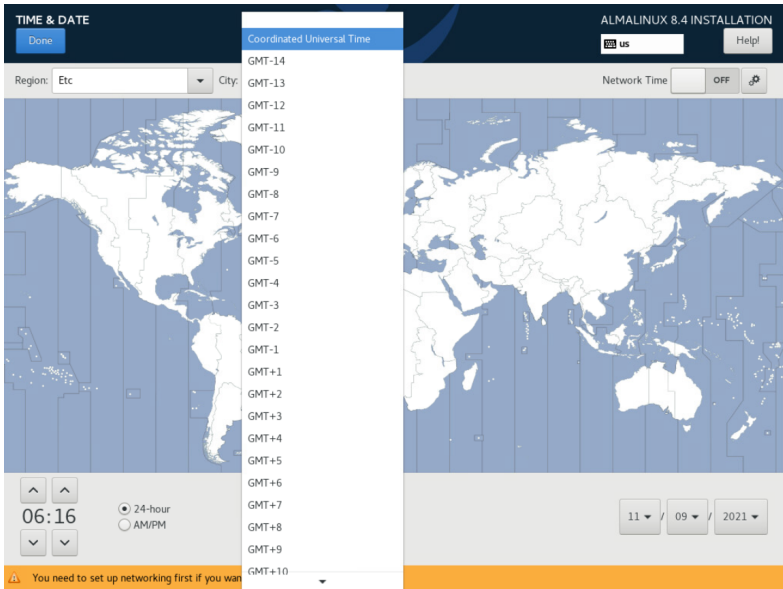 TIME & DATE
ALMALINUX 8.4 INSTALLATION
Done
us
Help!
Region: Etc
City:
Network Time
OFF
Coordinated Universal Time
GMT-14
GMT-13
GMT-12
GMT-11
GMT-10
GMT-9
GMT-8
GMT-7
GMT-6
GMT-5
GMT-4
GMT-3
GMT-2
GMT-1
GMT+1
GMT+2
GMT+3
GMT+4
GMT+5
GMT+6
GMT+7
GMT+8
GMT+9
GMT+10
06:16
24-hour
AM/PM
11 / 09 / 2021
You need to set up networking first if you wan